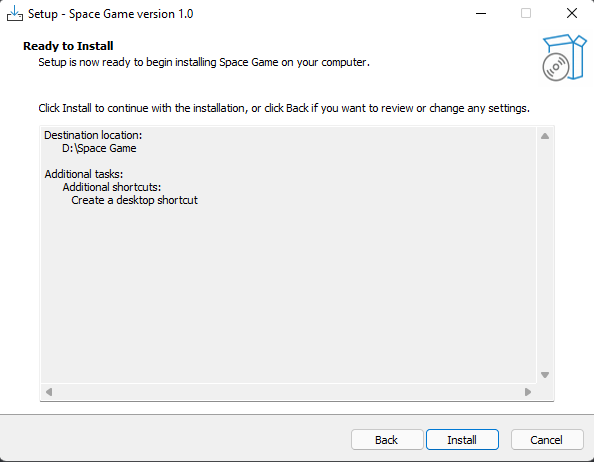 Setup - Space Game version 1.0
Ready to Install
Setup is now ready to begin installing Space Game on your computer.
Click Install to continue with the installation, or click Back if you want to review or change any settings.
Destination location:
D:\Space Game
Additional tasks:
Additional shortcuts:
Create a desktop shortcut
Back
Install
Cancel